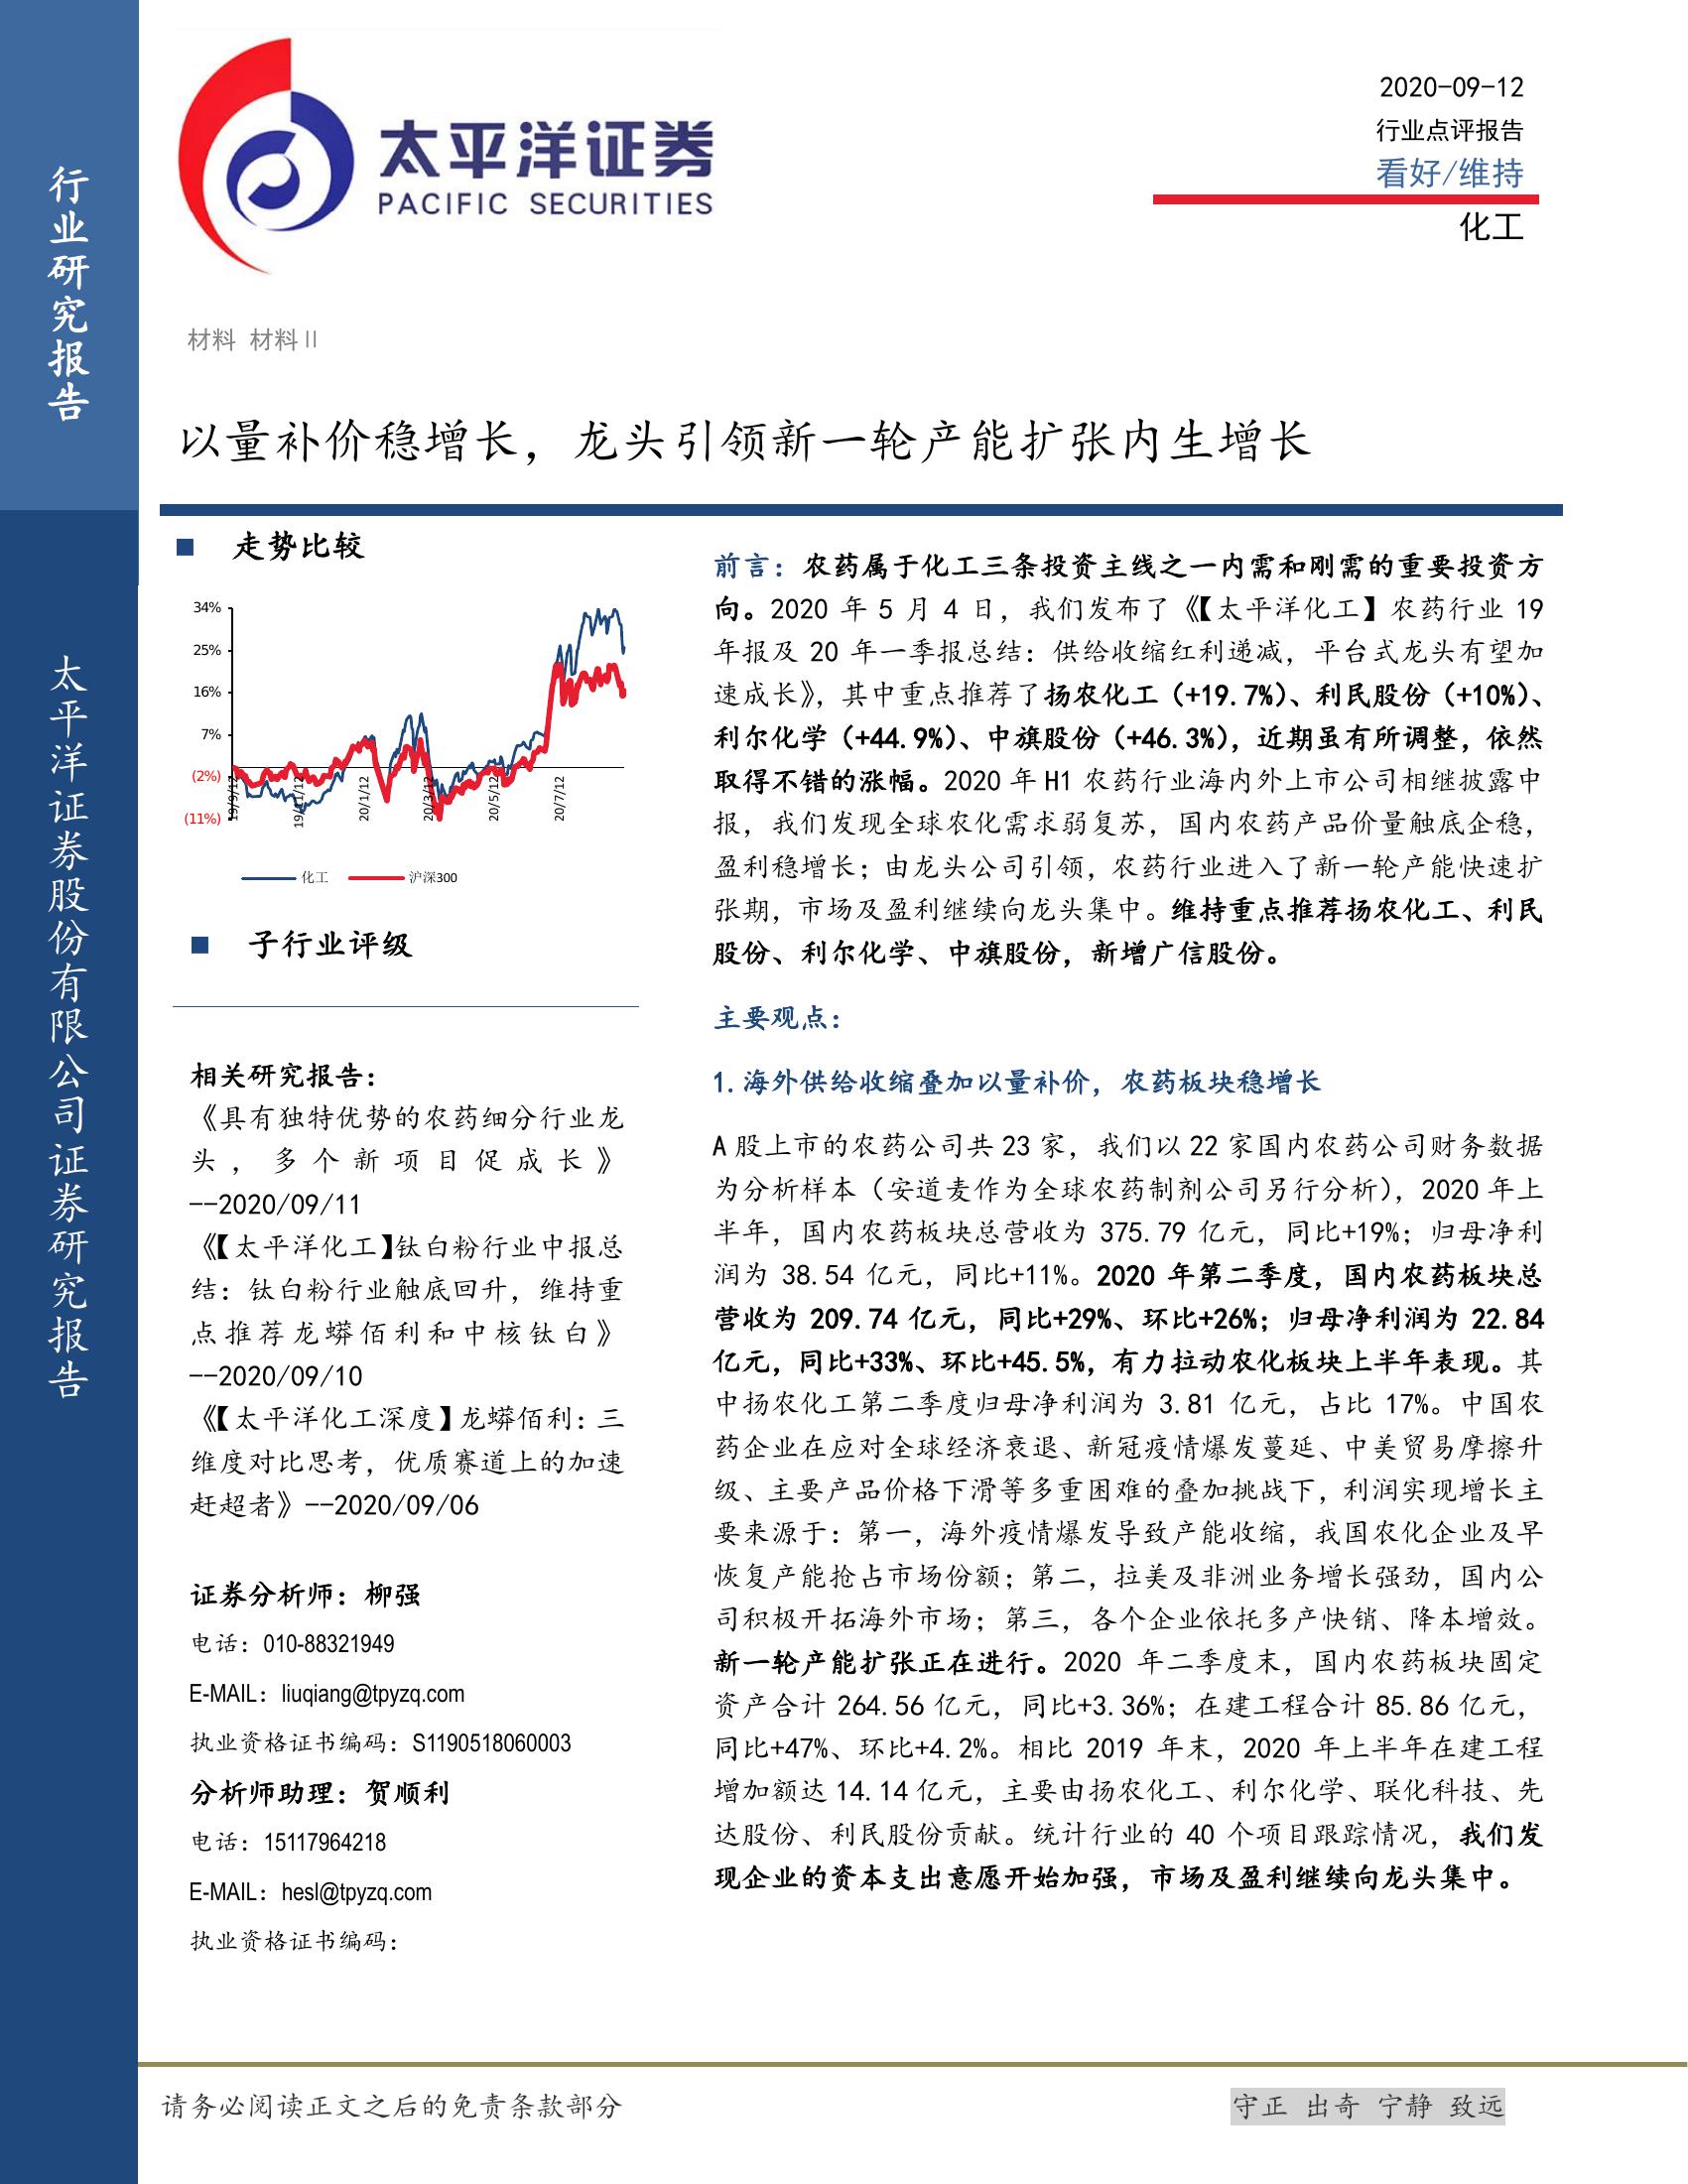 行业研究报告
太平洋证券股份有限公司证券研究报告
太平洋证券
PACIFIC SECURITIES
2020-09-12
行业点评报告
看好/维持
化工
材料 材料Ⅱ
以量补价稳增长，龙头引领新一轮产能扩张内生增长
■ 走势比较
34%
25%
16%
7%
(2%)
(11%)
19/9/12
19/11/12
20/1/12
20/3/12
20/5/12
20/7/12
化工 沪深300
■ 子行业评级
相关研究报告：
《具有独特优势的农药细分行业龙
头，多个新项目促成长》
--2020/09/11
《【太平洋化工】钛白粉行业中报总
结：钛白粉行业触底回升，维持重
点推荐龙蟒佰利和中核钛白》
--2020/09/10
《【太平洋化工深度】龙蟒佰利：三
维度对比思考，优质赛道上的加速
赶超者》--2020/09/06
证券分析师：柳强
电话：010-88321949
E-MAIL：liuqiang@tpyzq.com
执业资格证书编码：S1190518060003
分析师助理：贺顺利
电话：15117964218
E-MAIL：hesl@tpyzq.com
执业资格证书编码：
前言：农药属于化工三条投资主线之一内需和刚需的重要投资方
向。2020 年 5 月 4 日，我们发布了《【太平洋化工】农药行业 19
年报及 20 年一季报总结：供给收缩红利递减，平台式龙头有望加
速成长》，其中重点推荐了扬农化工（+19.7%）、利民股份（+10%）、
利尔化学（+44.9%）、中旗股份（+46.3%），近期虽有所调整，依然
取得不错的涨幅。2020 年 H1 农药行业海内外上市公司相继披露中
报，我们发现全球农化需求弱复苏，国内农药产品价量触底企稳，
盈利稳增长；由龙头公司引领，农药行业进入了新一轮产能快速扩
张期，市场及盈利继续向龙头集中。维持重点推荐扬农化工、利民
股份、利尔化学、中旗股份，新增广信股份。
主要观点：
1.海外供给收缩叠加以量补价，农药板块稳增长
A 股上市的农药公司共 23 家，我们以 22 家国内农药公司财务数据
为分析样本（安道麦作为全球农药制剂公司另行分析），2020 年上
半年，国内农药板块总营收为 375.79 亿元，同比+19%；归母净利
润为 38.54 亿元，同比+11%。2020 年第二季度，国内农药板块总
营收为 209.74 亿元，同比+29%、环比+26%；归母净利润为 22.84
亿元，同比+33%、环比+45.5%，有力拉动农化板块上半年表现。其
中扬农化工第二季度归母净利润为 3.81 亿元，占比 17%。中国农
药企业在应对全球经济衰退、新冠疫情爆发蔓延、中美贸易摩擦升
级、主要产品价格下滑等多重困难的叠加挑战下，利润实现增长主
要来源于：第一，海外疫情爆发导致产能收缩，我国农化企业及早
恢复产能抢占市场份额；第二，拉美及非洲业务增长强劲，国内公
司积极开拓海外市场；第三，各个企业依托多产快销、降本增效。
新一轮产能扩张正在进行。2020 年二季度末，国内农药板块固定
资产合计 264.56 亿元，同比+3.36%；在建工程合计 85.86 亿元，
同比+47%、环比+4.2%。相比 2019 年末，2020 年上半年在建工程
增加额达 14.14 亿元，主要由扬农化工、利尔化学、联化科技、先
达股份、利民股份贡献。统计行业的 40 个项目跟踪情况，我们发
现企业的资本支出意愿开始加强，市场及盈利继续向龙头集中。
请务必阅读正文之后的免责条款部分
守正 出奇 宁静 致远